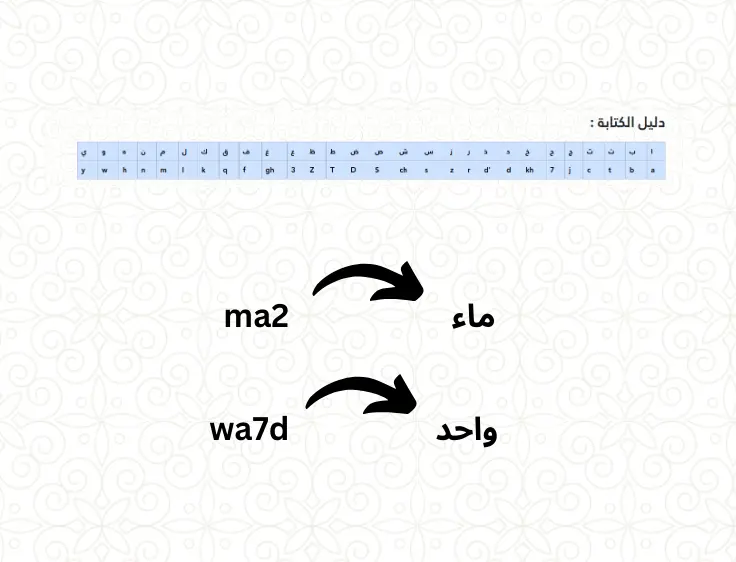 دليل الكتابة :
ا ب ت ث ج ح خ د ذ ر ز س ش ص ض ط ظ ع غ ف ق ك ل م ن ه و ي
a b t c j 7 kh d d' r z s ch S D T Z 3 gh f q k l m n h w y
ma2 ماء
wa7d واحد